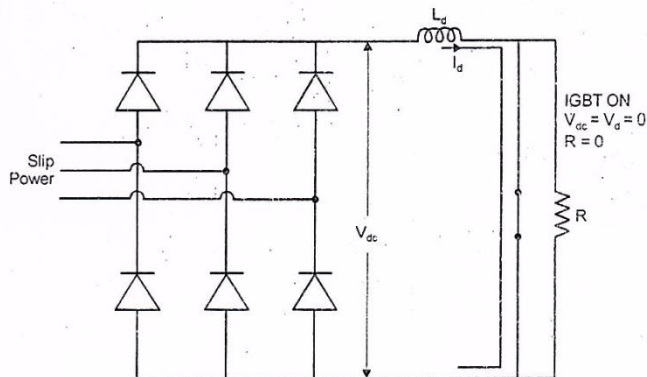 L_d
I_d
IGBT ON
V_dc = V_d = 0
R = 0
Slip
Power
V_dc
R